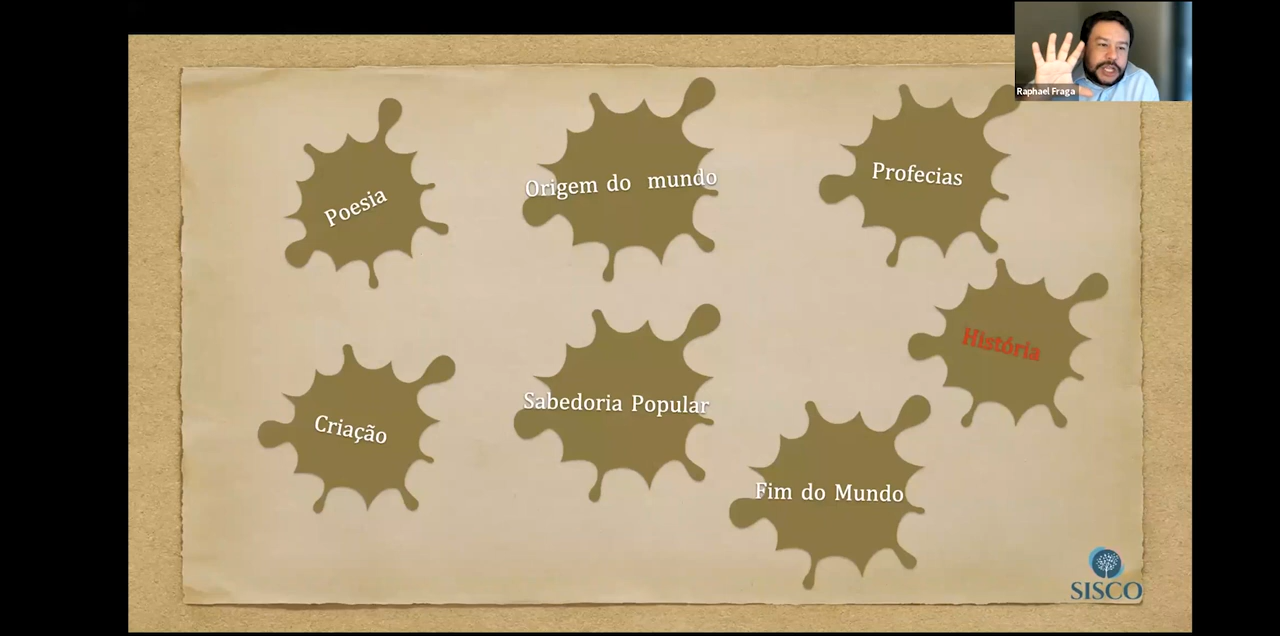 Raphael Fraga
Poesia
Origem do mundo
Profecias
História
Criação
Sabedoria Popular
Fim do Mundo
SISCO